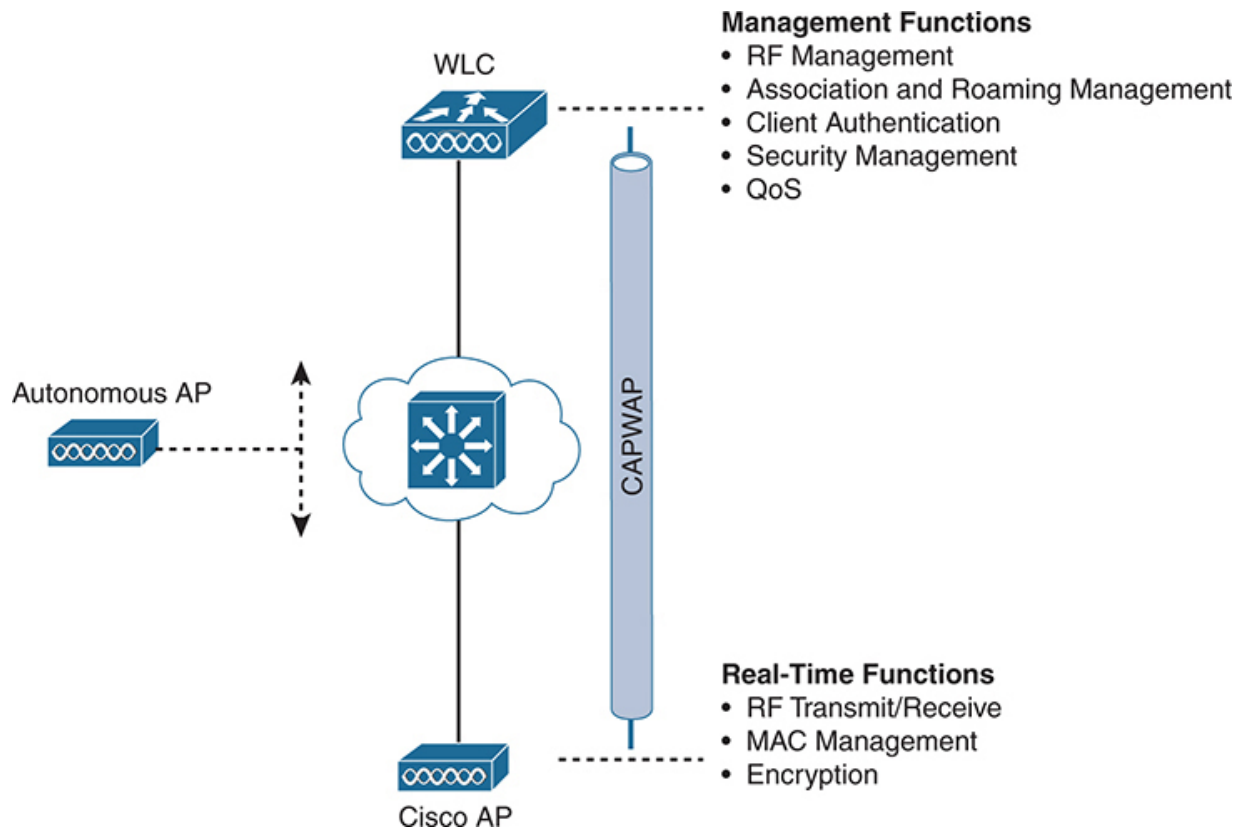 Management Functions
• RF Management
• Association and Roaming Management
• Client Authentication
• Security Management
• QoS
WLC
Autonomous AP
CAPWAP
Real-Time Functions
• RF Transmit/Receive
• MAC Management
• Encryption
Cisco AP